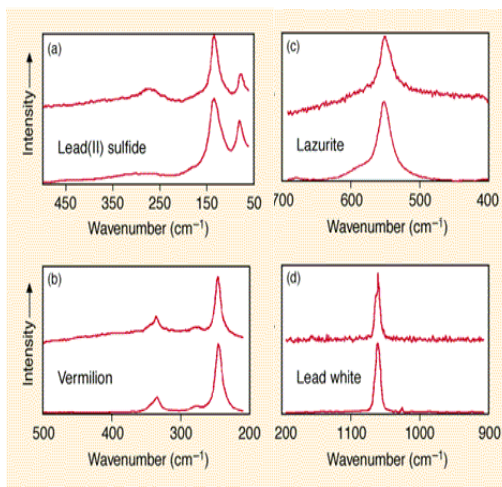 (a)
Intensity
Lead(II) sulfide
450 350 250 150 50
Wavenumber (cm⁻¹)
(c)
Lazurite
700 600 500 400
Wavenumber (cm⁻¹)
(b)
Intensity
Vermilion
500 400 300 200
Wavenumber (cm⁻¹)
(d)
Lead white
200 1100 1000 900
Wavenumber (cm⁻¹)